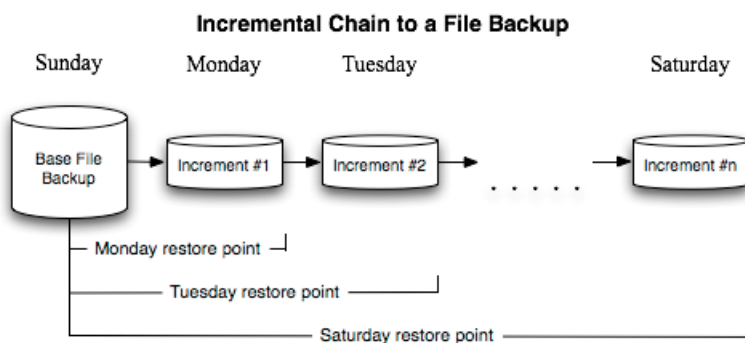 Incremental Chain to a File Backup
Sunday Monday Tuesday Saturday
Base File
Backup
Increment #1
Increment #2
. . . . .
Increment #n
Monday restore point
Tuesday restore point
Saturday restore point